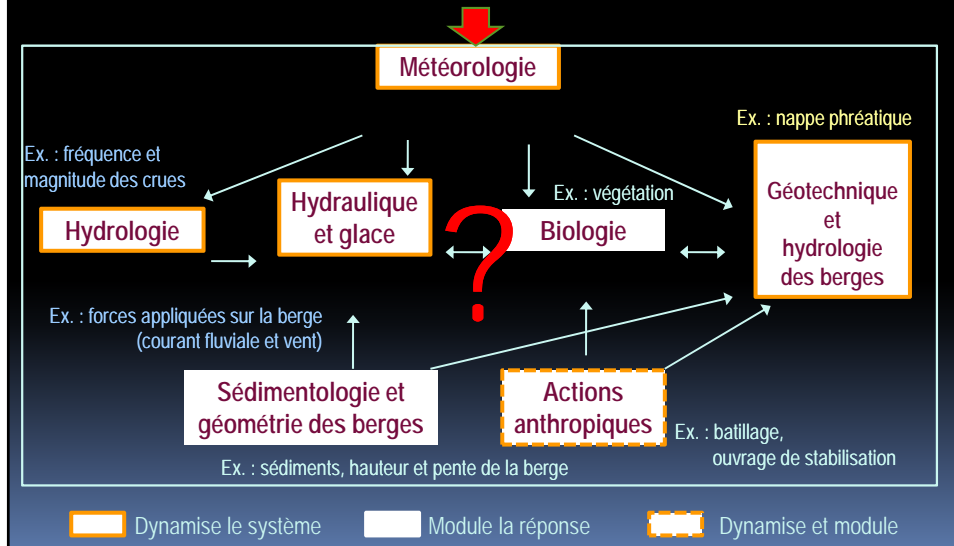 Météorologie
Ex. : nappe phréatique
Ex. : fréquence et
magnitude des crues
Hydrologie
Hydraulique
et glace
?
Ex. : végétation
Biologie
Géotechnique
et
hydrologie
des berges
Ex. : forces appliquées sur la berge
(courant fluviale et vent)
Sédimentologie et
géométrie des berges
Actions
anthropiques
Ex. : batillage,
ouvrage de stabilisation
Ex. : sédiments, hauteur et pente de la berge
Dynamise le système
Module la réponse
Dynamise et module